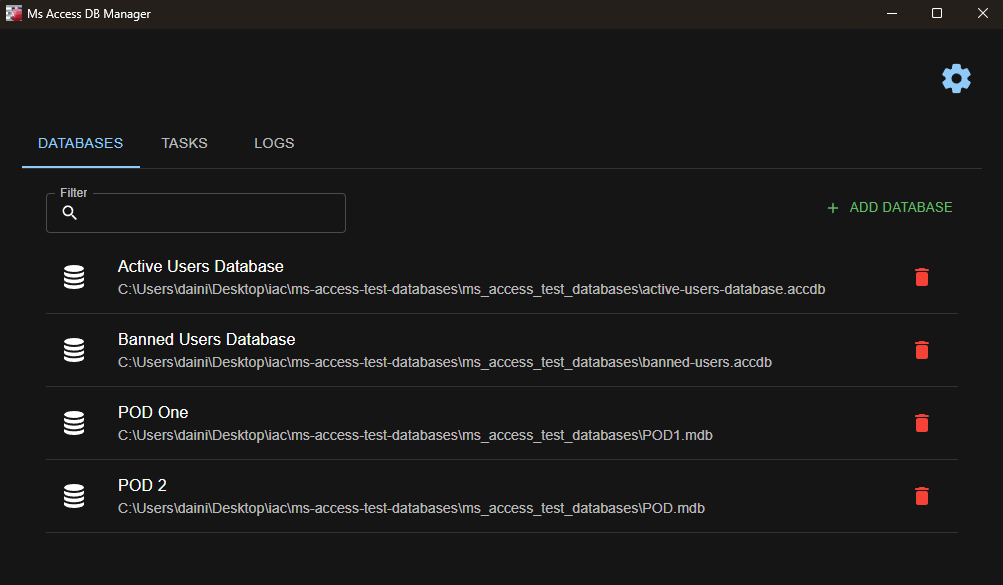 Ms Access DB Manager
DATABASES TASKS LOGS
Filter
+ ADD DATABASE
Active Users Database
C:\Users\daini\Desktop\iac\ms-access-test-databases\ms_access_test_databases\active-users-database.accdb
Banned Users Database
C:\Users\daini\Desktop\iac\ms-access-test-databases\ms_access_test_databases\banned-users.accdb
POD One
C:\Users\daini\Desktop\iac\ms-access-test-databases\ms_access_test_databases\POD1.mdb
POD 2
C:\Users\daini\Desktop\iac\ms-access-test-databases\ms_access_test_databases\POD.mdb